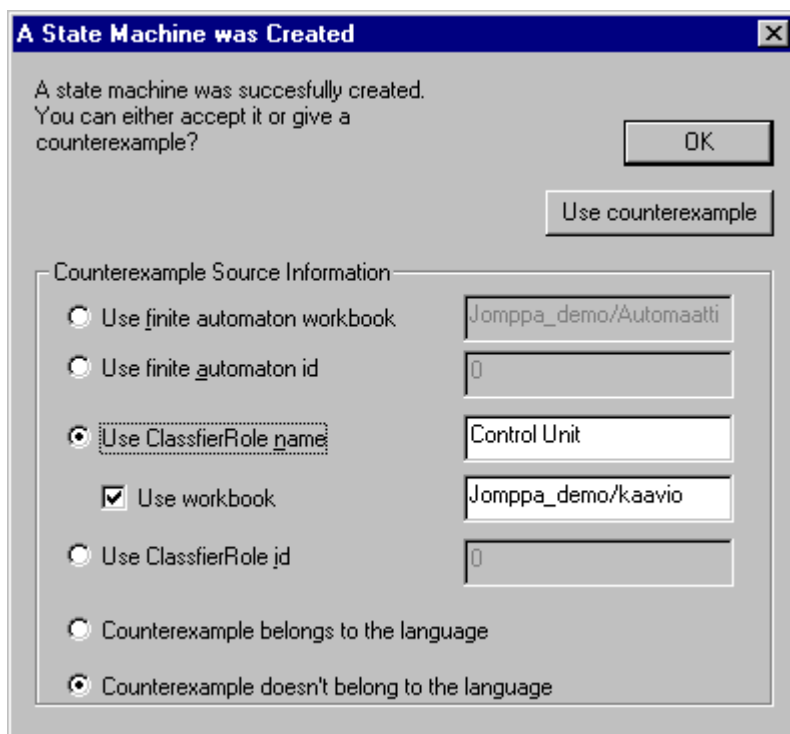 A State Machine was Created
A state machine was succesfully created.
You can either accept it or give a
counterexample?
OK
Use counterexample
Counterexample Source Information
Use finite automaton workbook
Jomppa_demo/Automaatti
Use finite automaton id
0
Use ClassfierRole name
Control Unit
Use workbook
Jomppa_demo/kaavio
Use ClassfierRole id
0
Counterexample belongs to the language
Counterexample doesn't belong to the language